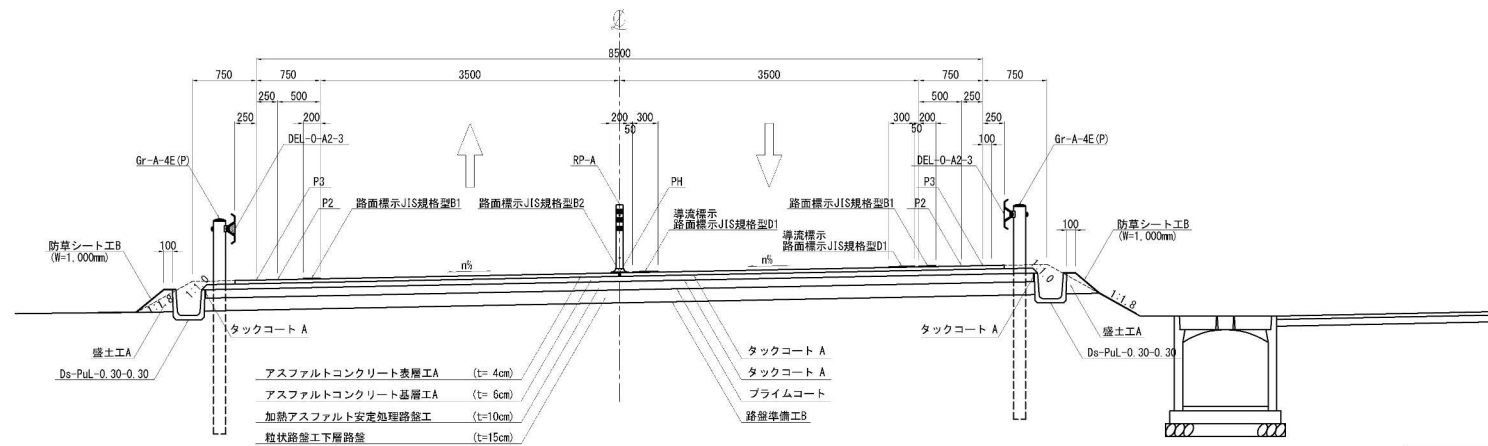 ℄
8500
750 750 3500 3500 750 750
250 500 500 250
250 200 200 300 300 200 250
50 50 100
DEL-O-A2-3 DEL-O-A2-3
Gr-A-4E(P) RP-A Gr-A-4E(P)
P3 PH P3
P2 P2
路面標示JIS規格型B1 路面標示JIS規格型B2 導流標示 路面標示JIS規格型B1
路面標示JIS規格型D1
導流標示
路面標示JIS規格型D1
防草シート工B 100 100 防草シート工B
(W=1,000mm) (W=1,000mm)
n% n%
1:1.8 1:1.0 1:1.0 1:1.8
タックコート A タックコート A
盛土工A 盛土工A
Ds-PuL-0.30-0.30 Ds-PuL-0.30-0.30
アスファルトコンクリート表層工A (t= 4cm) タックコート A
アスファルトコンクリート基層工A (t= 6cm) タックコート A
加熱アスファルト安定処理路盤工 (t=10cm) プライムコート
粒状路盤工下層路盤 (t=15cm) 路盤準備工B